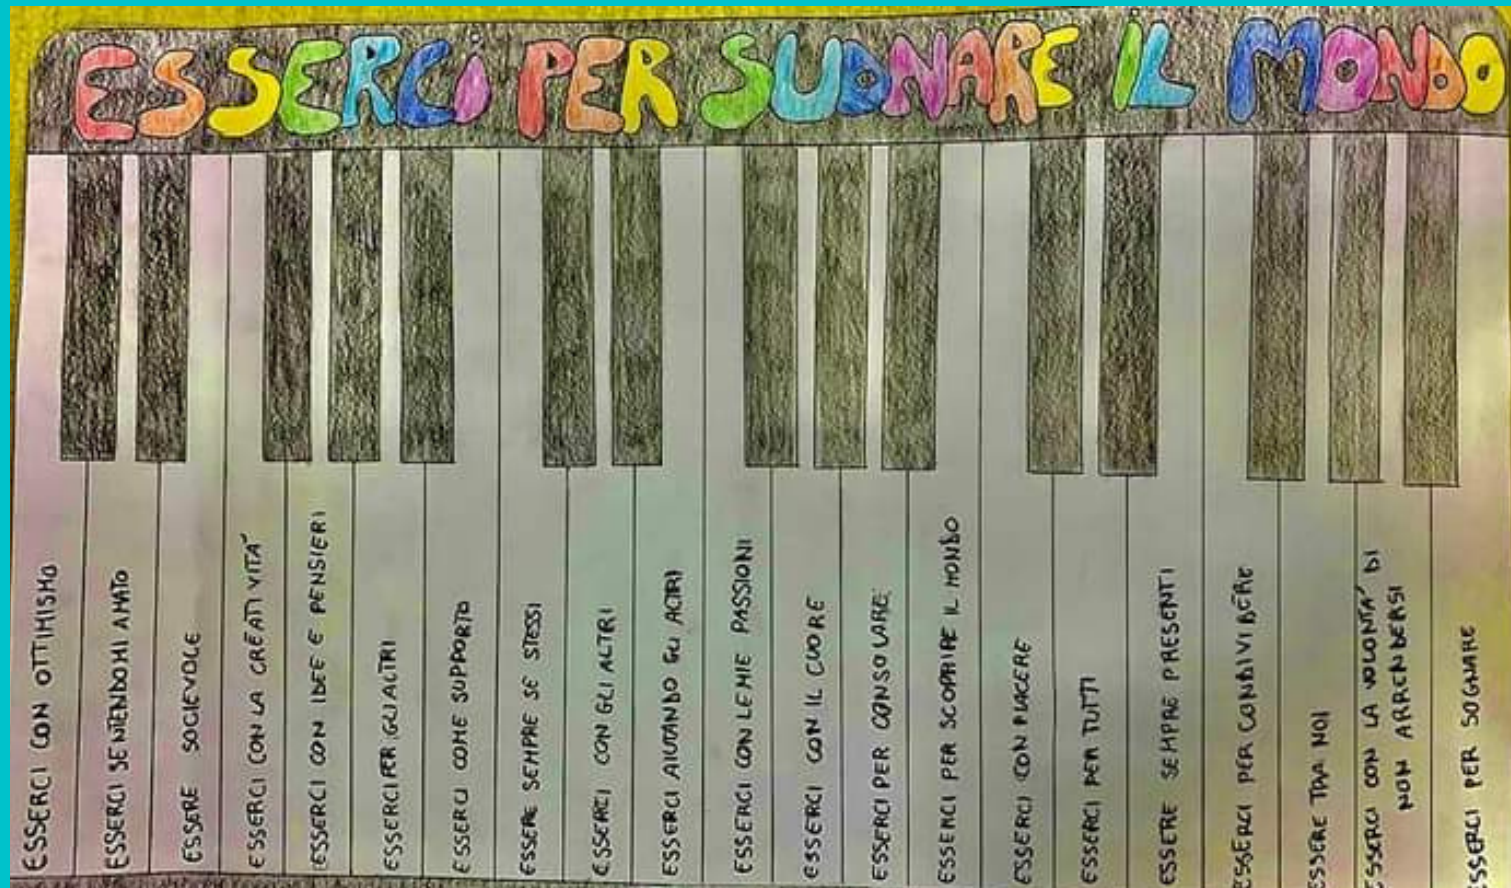 ESSERCI PER SUONARE IL MONDO
ESSERCI CON OTTIMISMO
ESSERCI SENTENDOMI AMATO
ESSERE SOCIEVOLE
ESSERCI CON LA CREATIVITÀ
ESSERCI CON IDEE E PENSIERI
ESSERCI PER GLI ALTRI
ESSERCI COME SUPPORTO
ESSERE SEMPRE SE STESSI
ESSERCI CON GLI ALTRI
ESSERCI AIUTANDO GLI ALTRI
ESSERCI CON LE MIE PASSIONI
ESSERCI CON IL CUORE
ESSERCI PER CONSOLARE
ESSERCI PER SCOPRIRE IL MONDO
ESSERCI CON PIACERE
ESSERCI PER TUTTI
ESSERE SEMPRE PRESENTI
ESSERCI PER CONDIVIDERE
ESSERE TRA NOI
ESSERCI CON LA VOLONTÀ DI
NON ARRENDERSI
ESSERCI PER SOGNARE